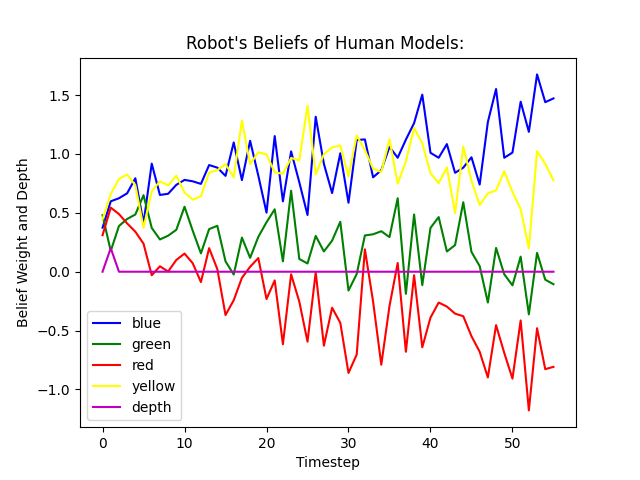 Robot's Beliefs of Human Models:
Belief Weight and Depth
1.5
1.0
0.5
0.0
−0.5
−1.0
blue
green
red
yellow
depth
0 10 20 30 40 50
Timestep